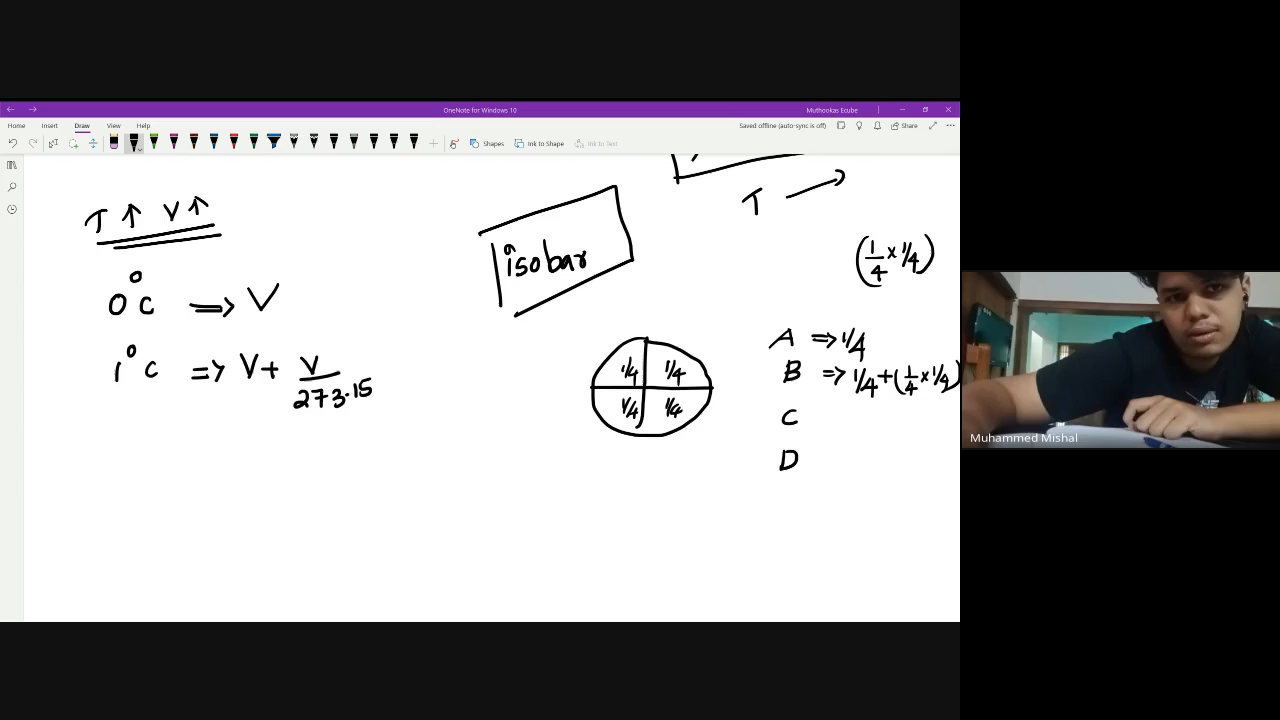 OneNote for Windows 10
Muthookas Ecube
Home Insert Draw View Help
Saved offline (auto-sync is off)
Share
Shapes
Ink to Shape
Ink to Text
T ↑ V ↑
T →
isobar
(1/4 × 1/4)
0°C ⇒ V
1°C ⇒ V + V/273.15
1/4 1/4
1/4 1/4
A ⇒ 1/4
B ⇒ 1/4 + (1/4 × 1/4)
C
D
Muhammed Mishal